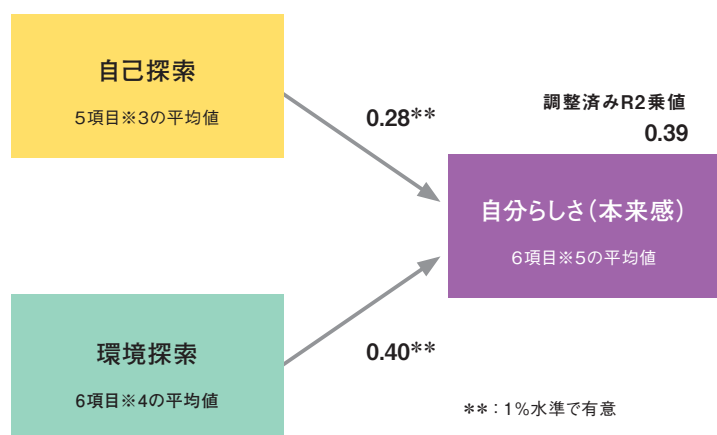 自己探索
5項目※3の平均値
0.28**
調整済みR2乗値
0.39
自分らしさ(本来感)
6項目※5の平均値
環境探索
6項目※4の平均値
0.40**
**：1%水準で有意